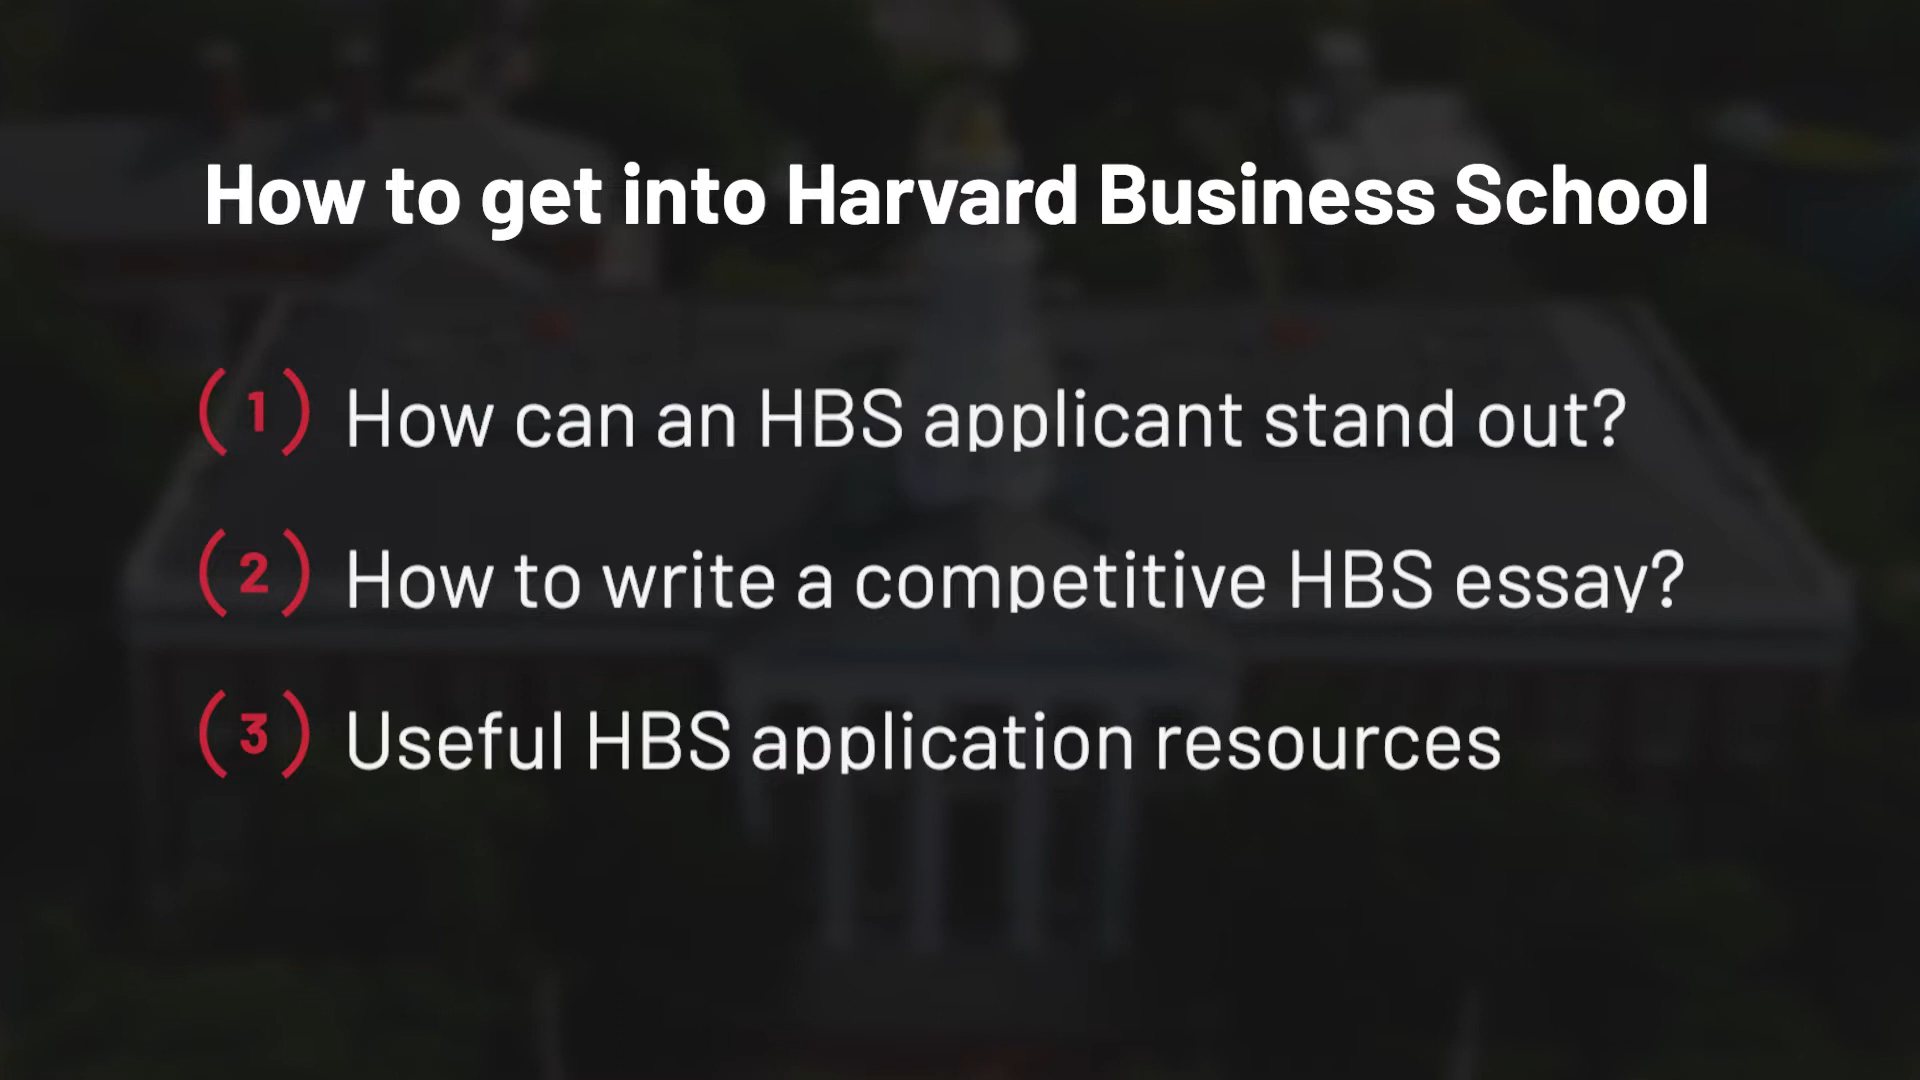 How to get into Harvard Business School
(1) How can an HBS applicant stand out?
(2) How to write a competitive HBS essay?
(3) Useful HBS application resources